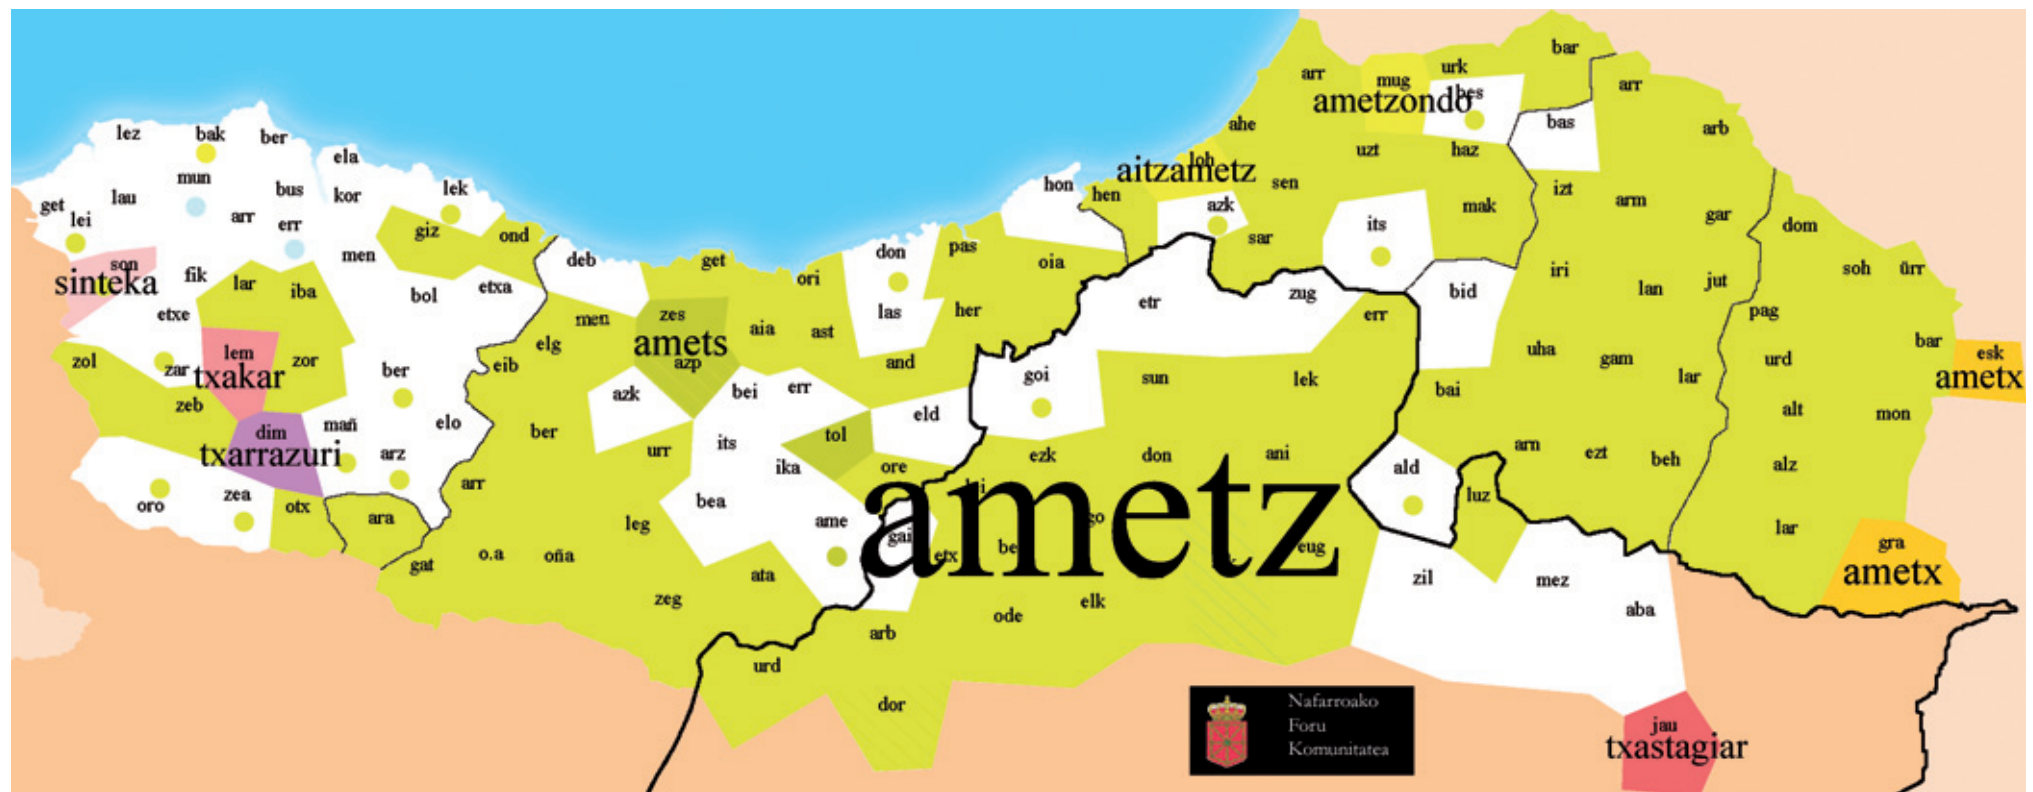 bar
arr
mug
urk
ametzondo
bes
arr
lez
bak
ber
ahe
bas
arb
ela
uzt
haz
mun
loh
aitzametz
lau
bus
kor
lek
hon
hen
sen
izt
arm
get
lei
arr
err
giz
ond
azk
its
mak
gar
son
sinteka
fik
men
deb
get
don
pas
oia
sar
dom
lar
iba
bol
etxa
ori
iri
lan
jut
soh
ürr
etxe
men
zes
amets
azp
aia
ast
las
her
etr
zug
err
bid
pag
zol
zar
lem
txakar
zor
ber
eib
elg
and
goi
sun
lek
uha
gam
lar
urd
bar
esk
ametx
zeb
dim
txarrazuri
mañ
elo
ber
azk
bei
err
eld
bai
alt
mon
arz
urr
its
tol
ika
ore
ezk
don
ani
ald
arn
ezt
beh
alz
oro
zea
otx
ara
arr
leg
bea
ame
gai
ametz
luz
lar
gat
o.a
oña
ata
etx
eug
zil
mez
aba
gra
ametx
zeg
arb
ode
elk
urd
dor
jau
txastagiar
Nafarroako
Foru
Komunitatea